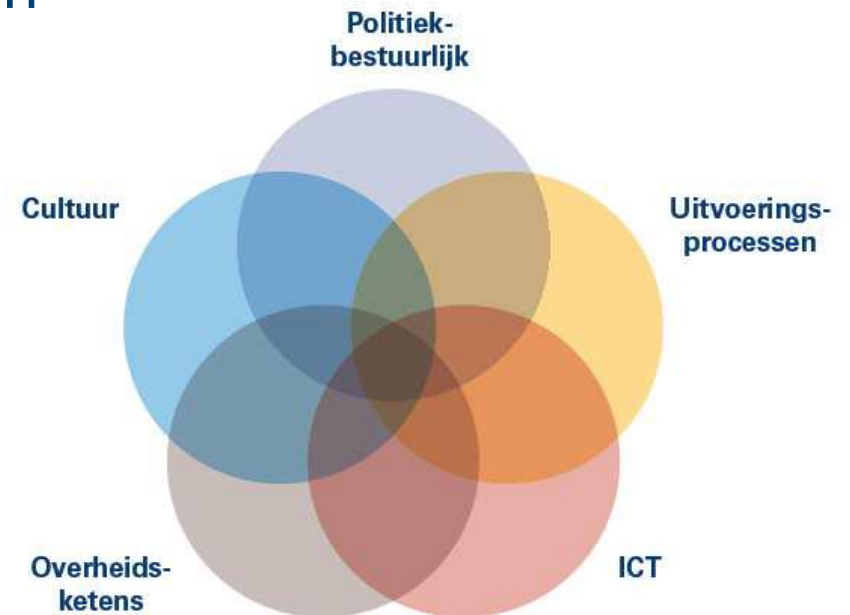 Politiek-
bestuurlijk
Cultuur
Uitvoerings-
processen
Overheids-
ketens
ICT